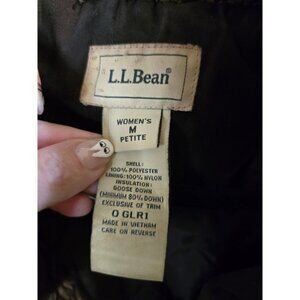 L.L.Bean®
WOMEN'S
M
PETITE
SHELL:
100% POLYESTER
LINING: 100% NYLON
INSULATION:
GOOSE DOWN
(MINIMUM 80% DOWN)
EXCLUSIVE OF TRIM
0 GLR1
MADE IN VIETNAM
CARE ON REVERSE